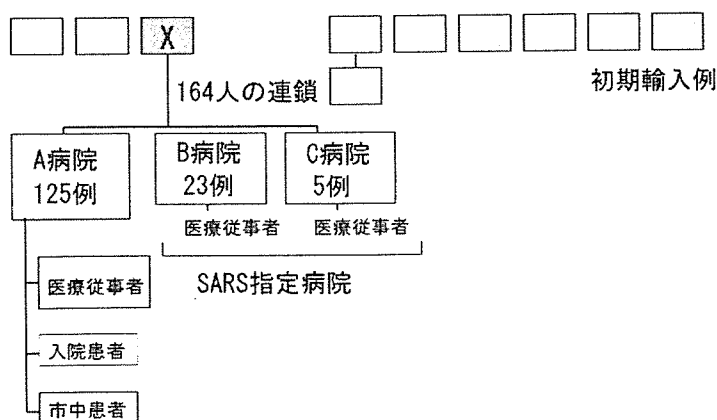 X
164人の連鎖
初期輸入例
A病院
125例
B病院
23例
C病院
5例
医療従事者
医療従事者
SARS指定病院
医療従事者
入院患者
市中患者